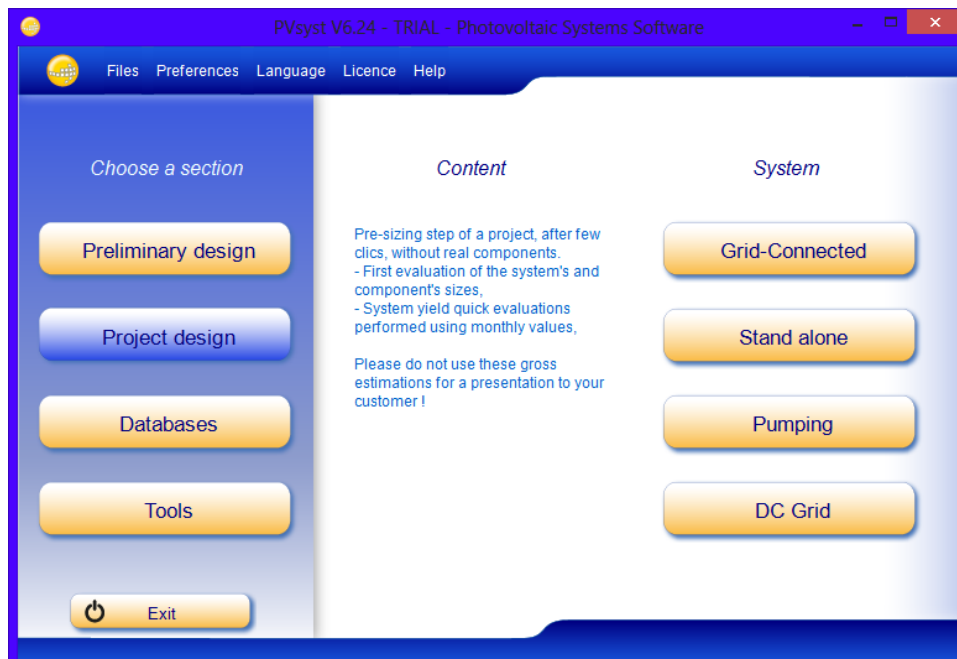 PVsyst V6.24 - TRIAL - Photovoltaic Systems Software
Files Preferences Language Licence Help
Choose a section
Preliminary design
Project design
Databases
Tools
Exit
Content
Pre-sizing step of a project, after few
clics, without real components.
- First evaluation of the system's and
component's sizes,
- System yield quick evaluations
performed using monthly values,
Please do not use these gross
estimations for a presentation to your
customer !
System
Grid-Connected
Stand alone
Pumping
DC Grid